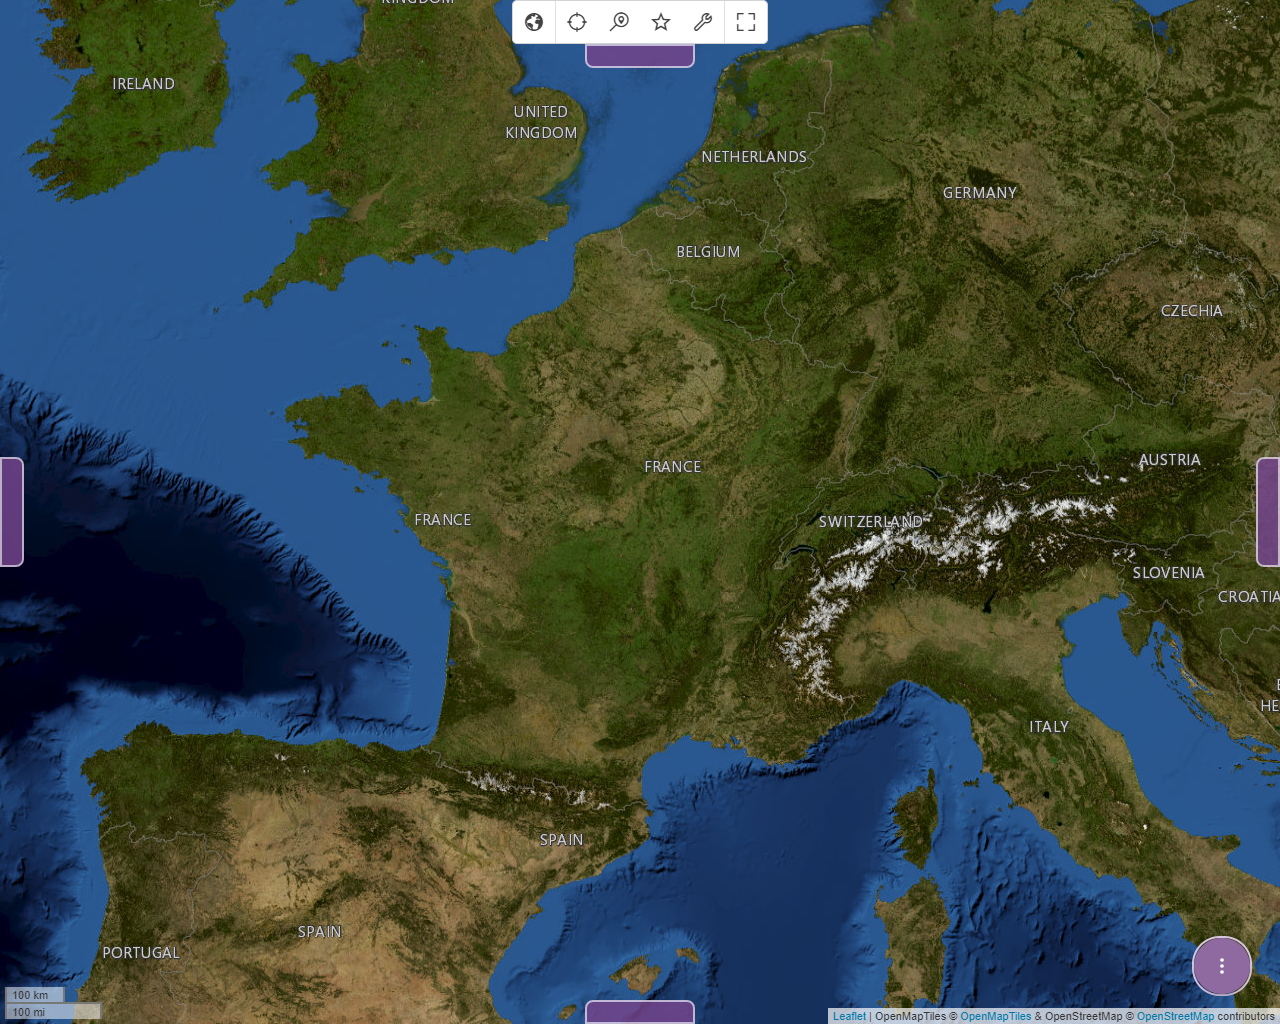 KINGDOM
IRELAND
UNITED
KINGDOM
NETHERLANDS
GERMANY
BELGIUM
CZECHIA
AUSTRIA
FRANCE
FRANCE
SWITZERLAND
SLOVENIA
CROATIA
HE
ITALY
SPAIN
SPAIN
PORTUGAL
100 km
100 mi
Leaflet | OpenMapTiles © OpenMapTiles & OpenStreetMap © OpenStreetMap contributors